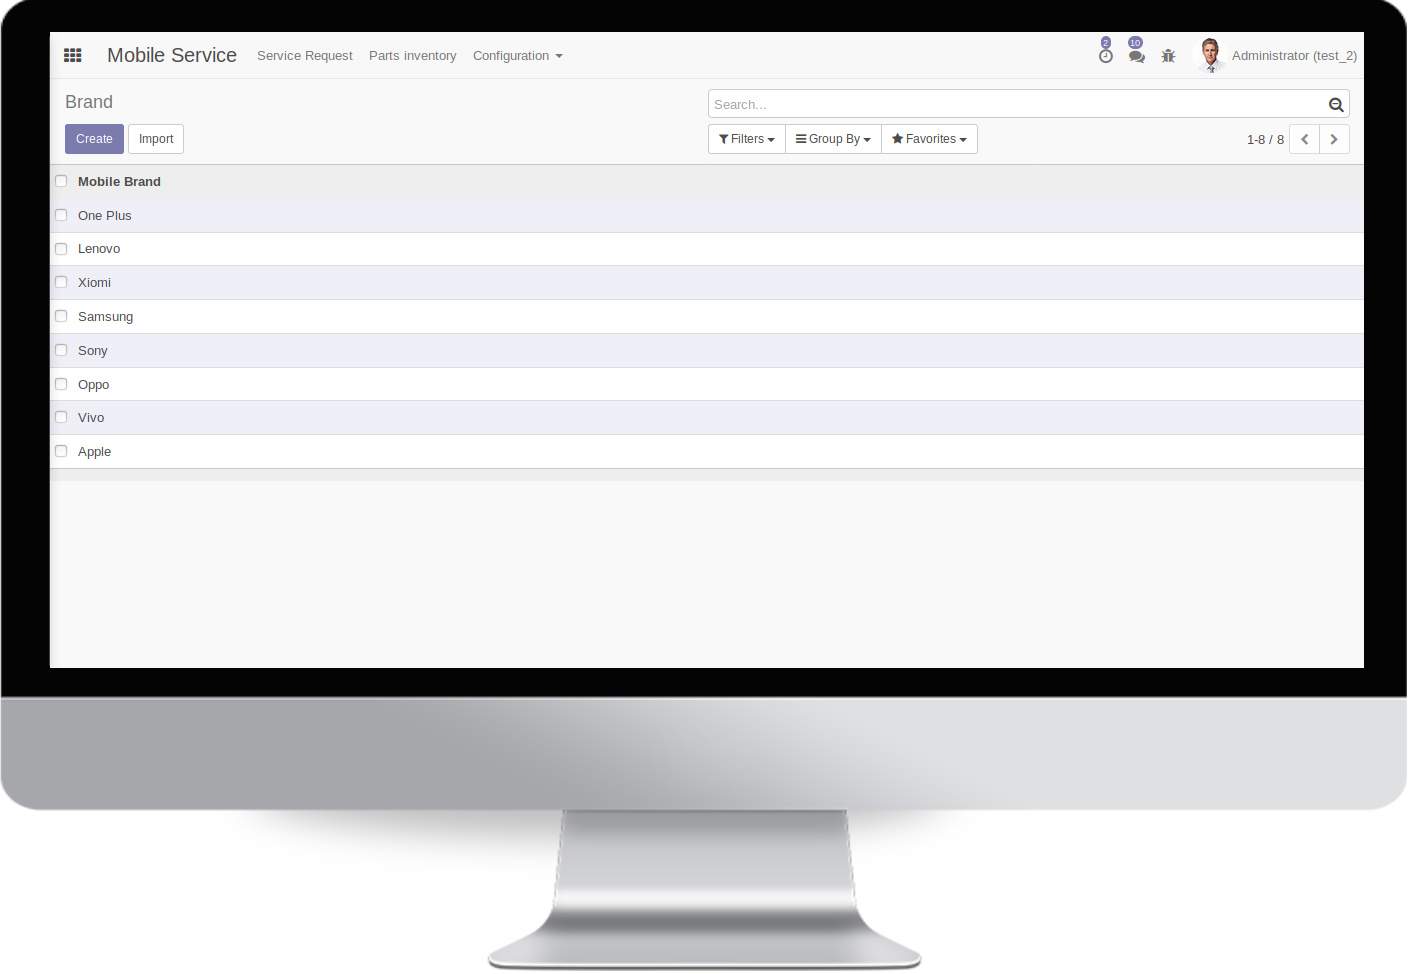 Mobile Service Service Request Parts inventory Configuration 2 10 Administrator (test_2)
Brand
Search...
Create Import Filters Group By Favorites 1-8 / 8
Mobile Brand
One Plus
Lenovo
Xiomi
Samsung
Sony
Oppo
Vivo
Apple